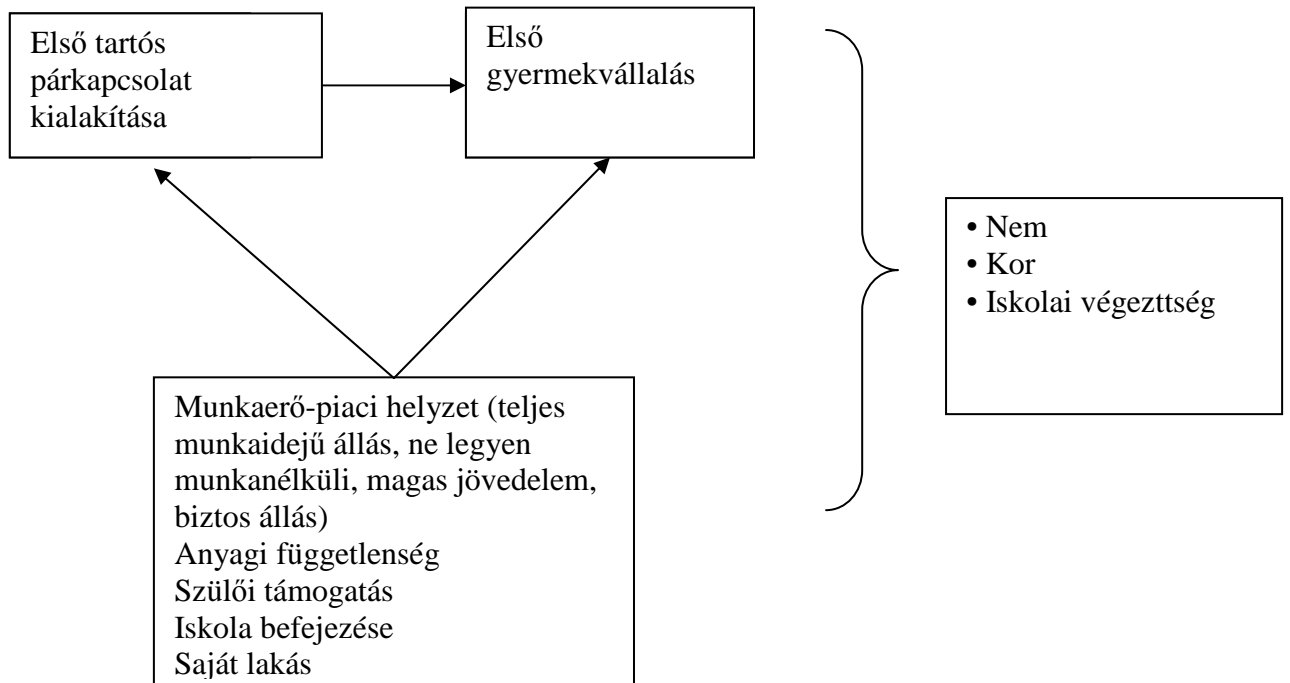 Első tartós
párkapcsolat
kialakítása
Első
gyermekvállalás
• Nem
• Kor
• Iskolai végezttség
Munkaerő-piaci helyzet (teljes
munkaidejű állás, ne legyen
munkanélküli, magas jövedelem,
biztos állás)
Anyagi függetlenség
Szülői támogatás
Iskola befejezése
Saját lakás